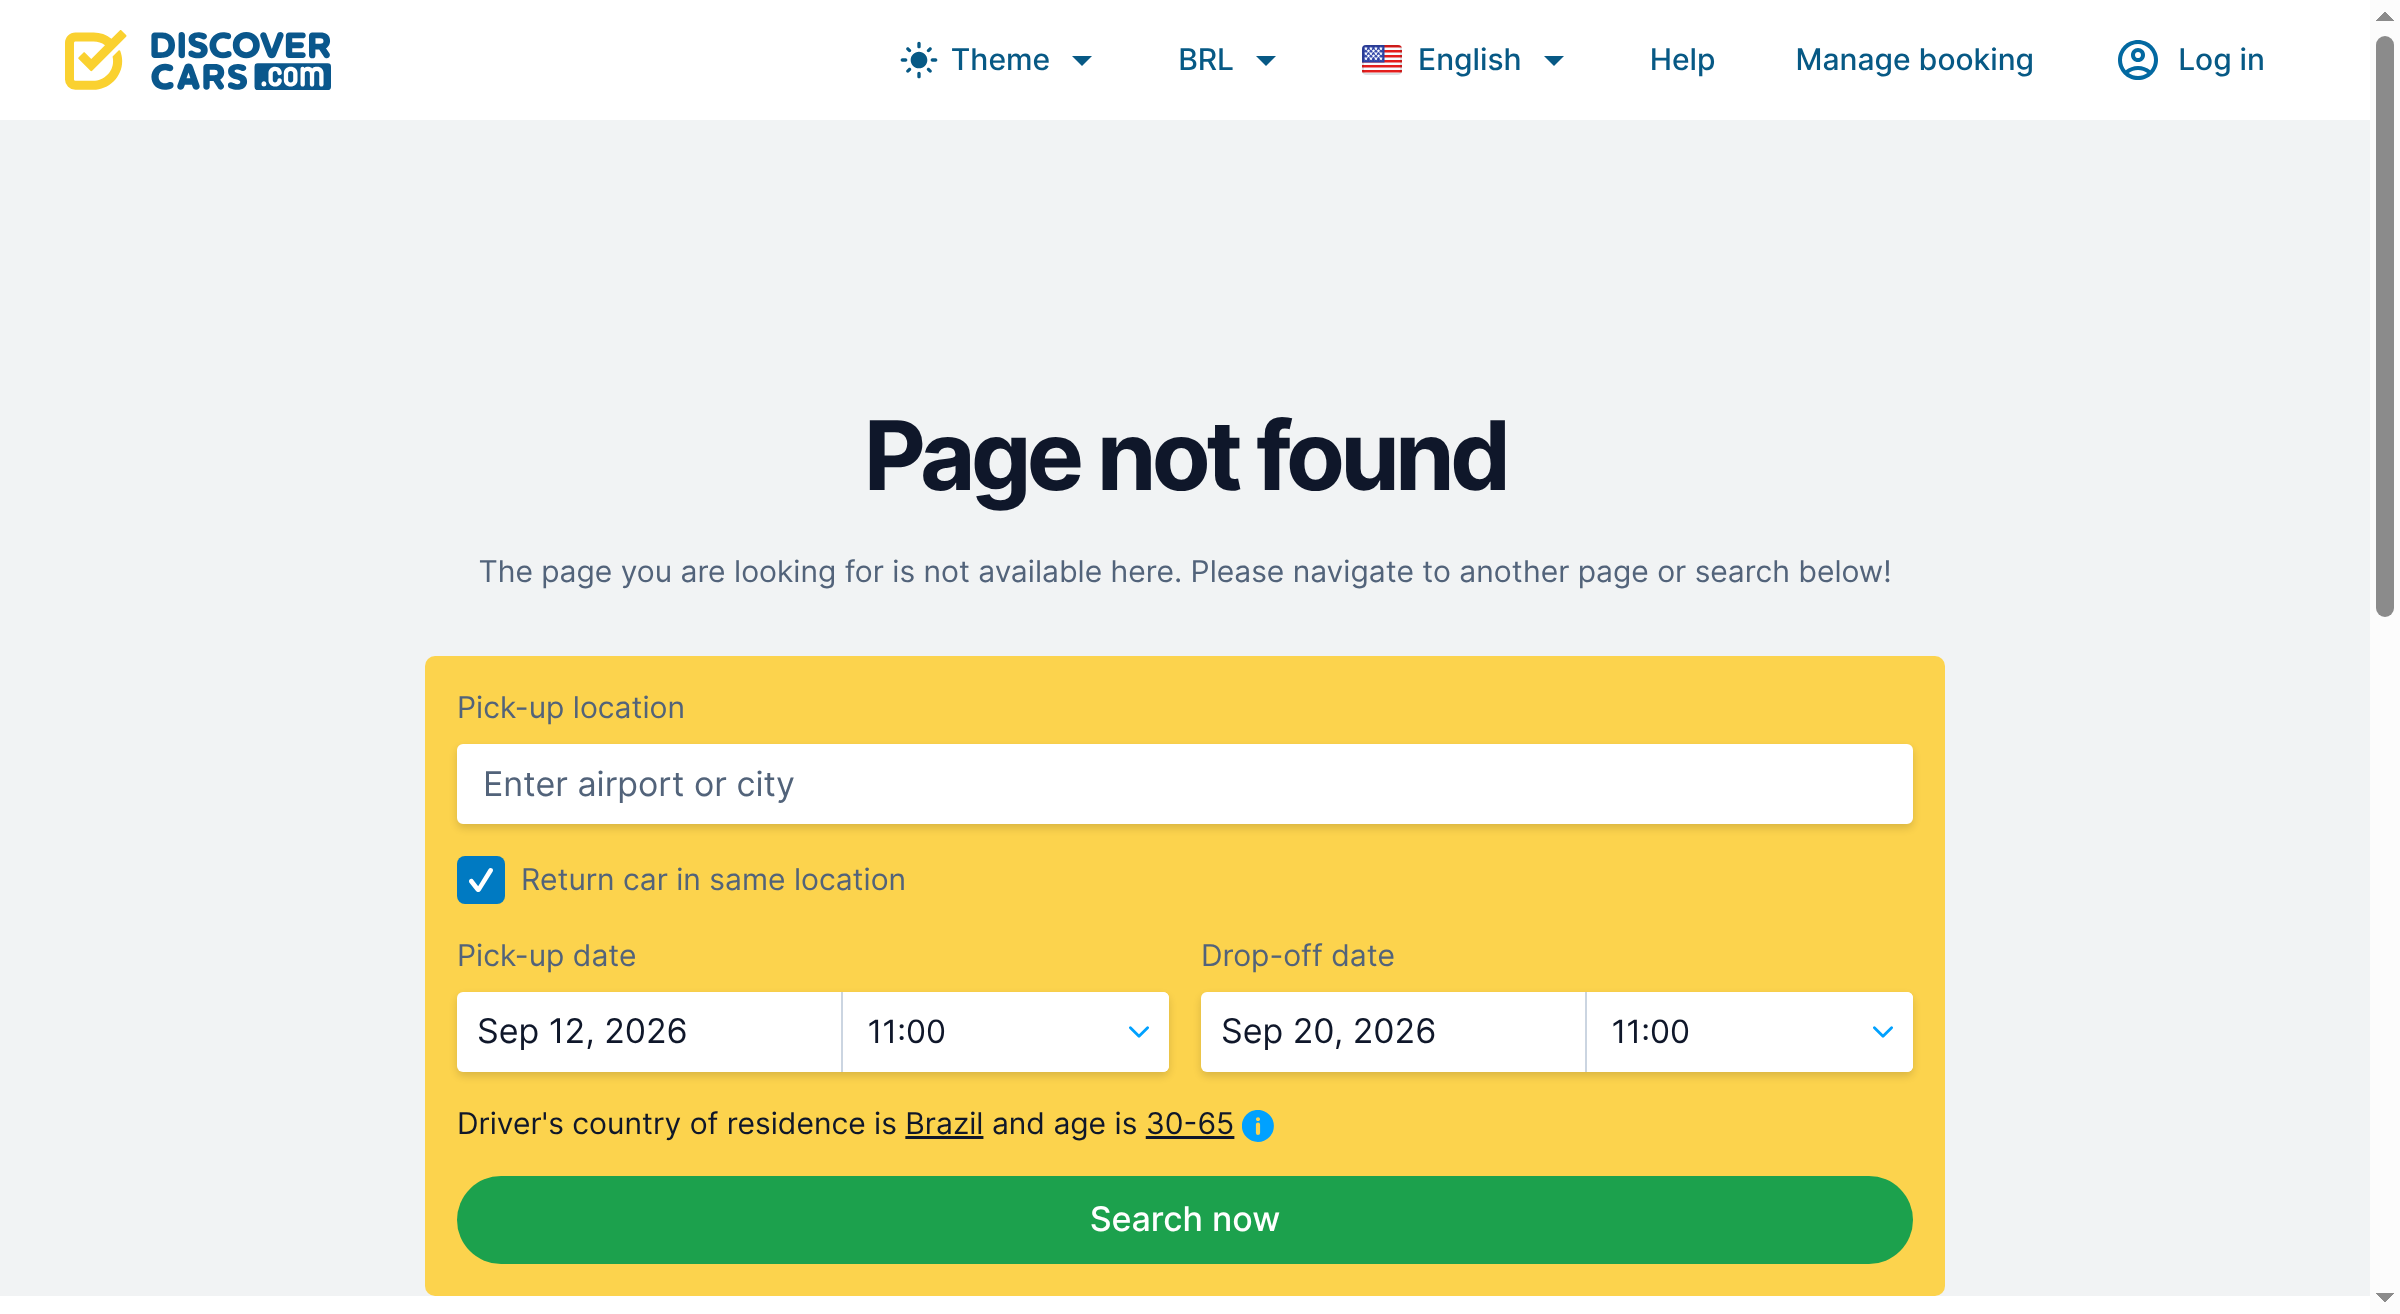 DISCOVER
CARS.com
Theme
BRL
English
Help
Manage booking
Log in
Page not found
The page you are looking for is not available here. Please navigate to another page or search below!
Pick-up location
Enter airport or city
Return car in same location
Pick-up date
Drop-off date
Sep 12, 2026
11:00
Sep 20, 2026
11:00
Driver's country of residence is Brazil and age is 30-65
Search now